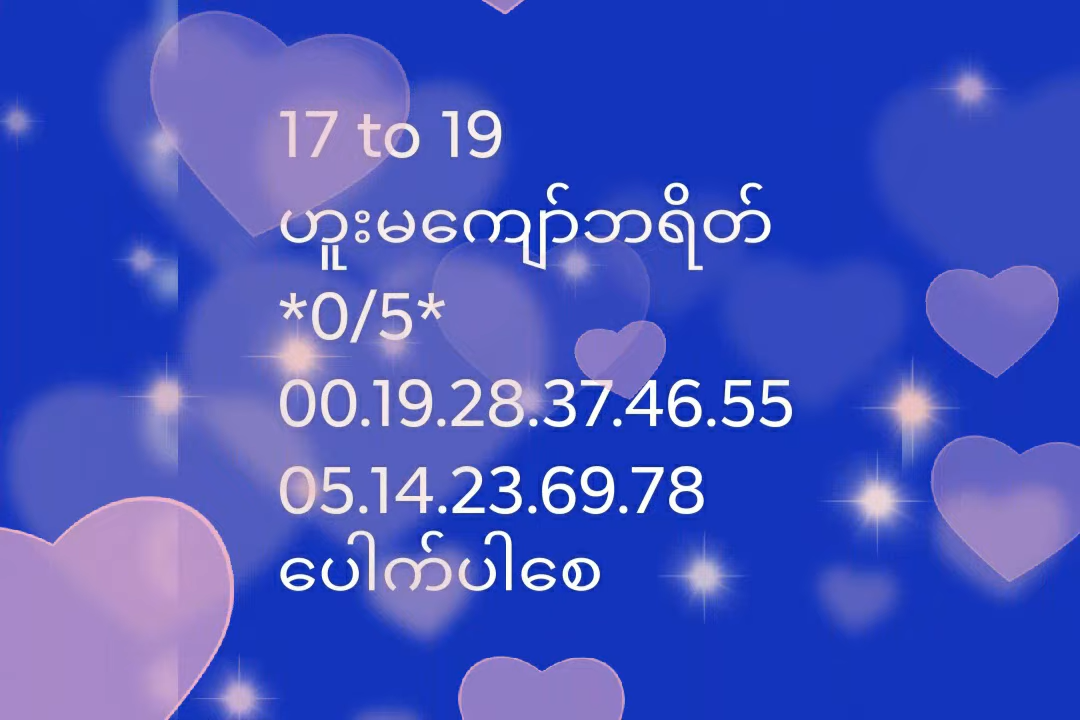 17 to 19
ဟူးမကျော်ဘရိတ်
*0/5*
00.19.28.37.46.55
05.14.23.69.78
ပေါက်ပါစေ